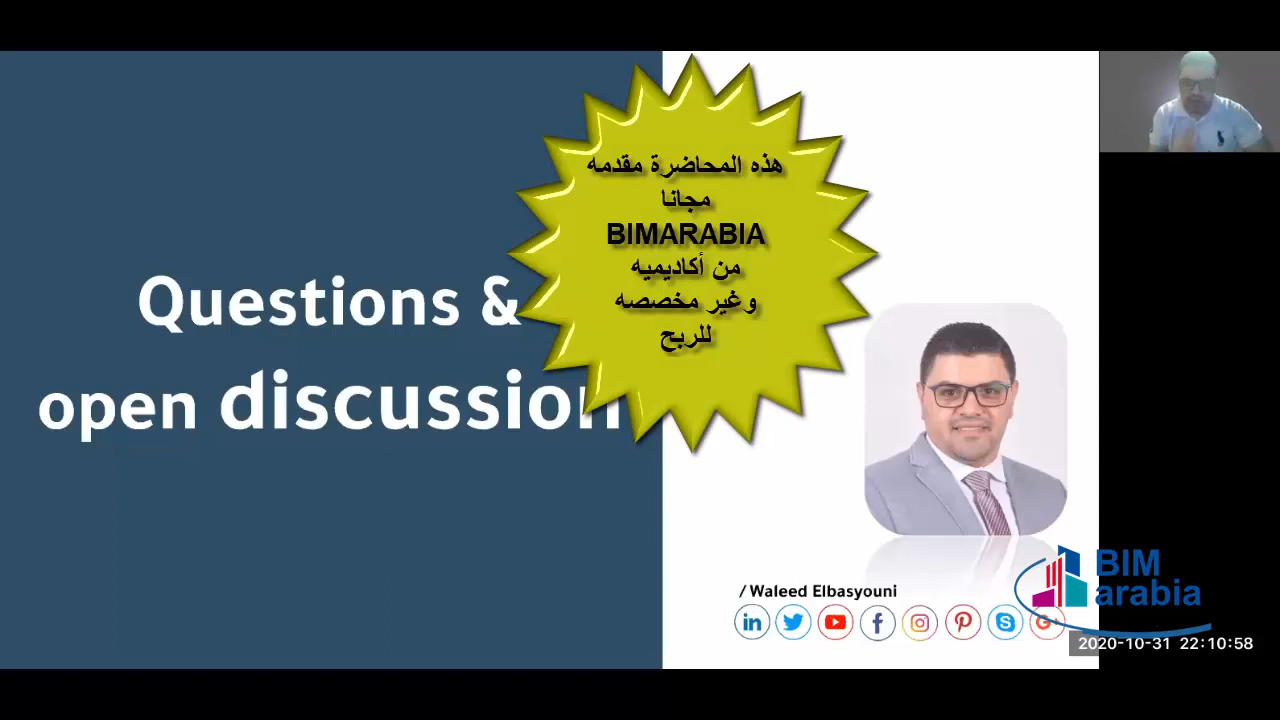 Questions &
open discussion
هذه المحاضرة مقدمه
مجانا
BIMARABIA
من أكاديميه
وغير مخصصه
للربح
/ Waleed Elbasyouni
BIM
arabia
2020-10-31 22:10:58